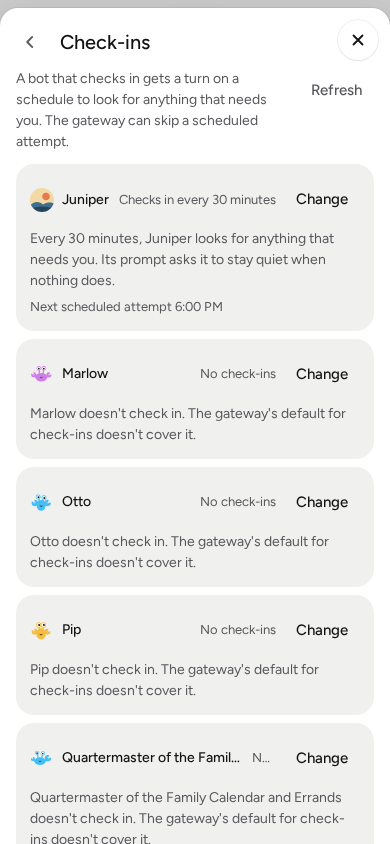 Check-ins
A bot that checks in gets a turn on a
schedule to look for anything that needs
you. The gateway can skip a scheduled
attempt.
Refresh
Juniper Checks in every 30 minutes Change
Every 30 minutes, Juniper looks for anything that
needs you. Its prompt asks it to stay quiet when
nothing does.
Next scheduled attempt 6:00 PM
Marlow No check-ins Change
Marlow doesn't check in. The gateway's default for
check-ins doesn't cover it.
Otto No check-ins Change
Otto doesn't check in. The gateway's default for
check-ins doesn't cover it.
Pip No check-ins Change
Pip doesn't check in. The gateway's default for
check-ins doesn't cover it.
Quartermaster of the Famil... N... Change
Quartermaster of the Family Calendar and Errands
doesn't check in. The gateway's default for check-
ins doesn't cover it.